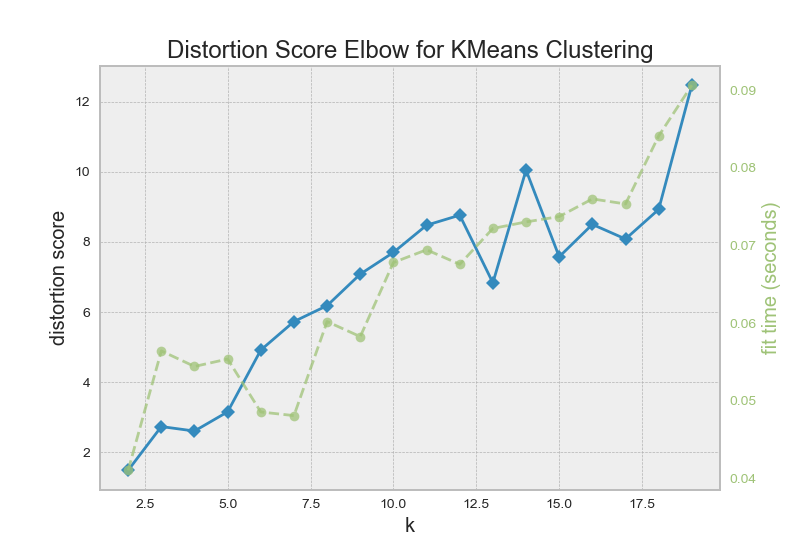 Distortion Score Elbow for KMeans Clustering
distortion score
12
10
8
6
4
2
2.5 5.0 7.5 10.0 12.5 15.0 17.5
k
0.09
0.08
0.07
0.06
0.05
0.04
fit time (seconds)